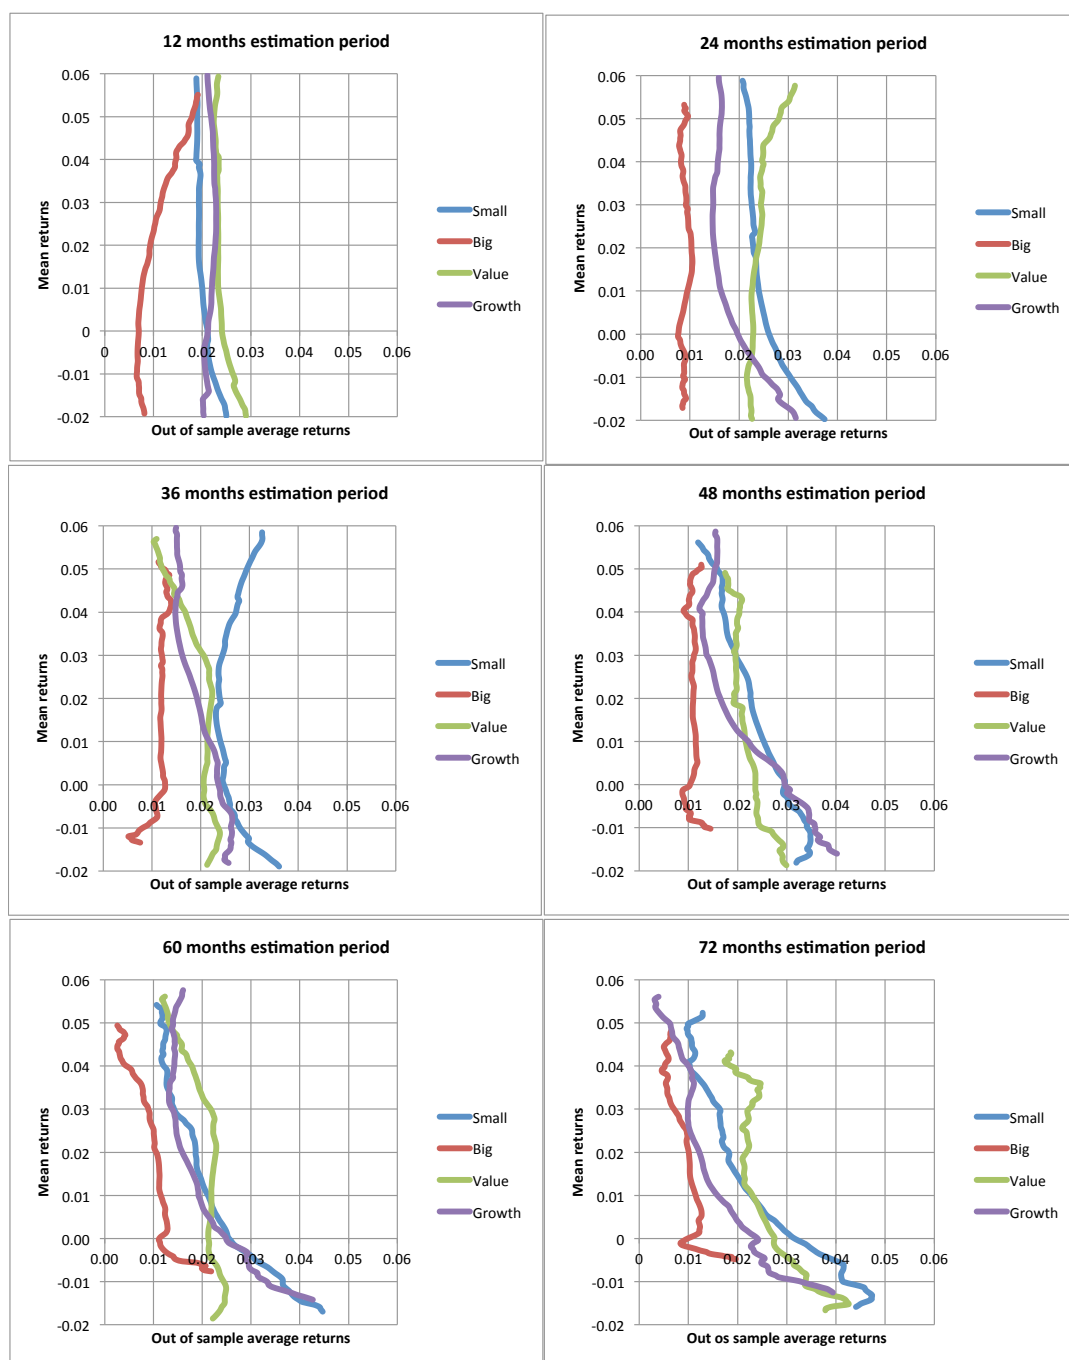 12 months estimation period
0.06
0.05
0.04
0.03
0.02
0.01
0
-0.01
-0.02
0
0.01
0.02
0.03
0.04
0.05
0.06
Mean returns
Out of sample average returns
Small
Big
Value
Growth
24 months estimation period
0.06
0.05
0.04
0.03
0.02
0.01
0.00
-0.01
-0.02
0.00
0.01
0.02
0.03
0.04
0.05
0.06
Mean returns
Out of sample average returns
Small
Big
Value
Growth
36 months estimation period
0.06
0.05
0.04
0.03
0.02
0.01
0.00
-0.01
-0.02
0.00
0.01
0.02
0.03
0.04
0.05
0.06
Mean returns
Out of sample average returns
Small
Big
Value
Growth
48 months estimation period
0.06
0.05
0.04
0.03
0.02
0.01
0.00
-0.01
-0.02
0.00
0.01
0.02
0.03
0.04
0.05
0.06
Mean returns
Out of sample average returns
Small
Big
Value
Growth
60 months estimation period
0.06
0.05
0.04
0.03
0.02
0.01
0.00
-0.01
-0.02
0
0.01
0.02
0.03
0.04
0.05
0.06
Mean returns
Out of sample average returns
Small
Big
Value
Growth
72 months estimation period
0.06
0.05
0.04
0.03
0.02
0.01
0
-0.01
-0.02
0
0.01
0.02
0.03
0.04
0.05
0.06
Mean returns
Out os sample average returns
Small
Big
Value
Growth